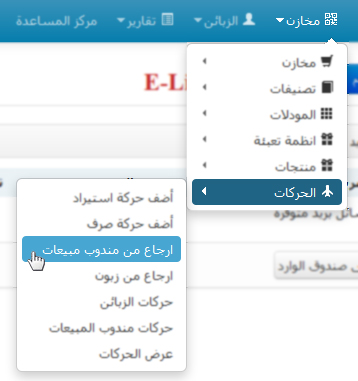 مخازن الزبائن تقارير مركز المساعدة
E-Li
مخازن
تصنيفات
المودلات
انظمة تعبئة
منتجات
الحركات
أضف حركة استيراد
أضف حركة صرف
ارجاع من مندوب مبيعات
ارجاع من زبون
حركات الزبائن
حركات مندوب المبيعات
عرض الحركات
سائل بريد متوفرة
ى صندوق الوارد